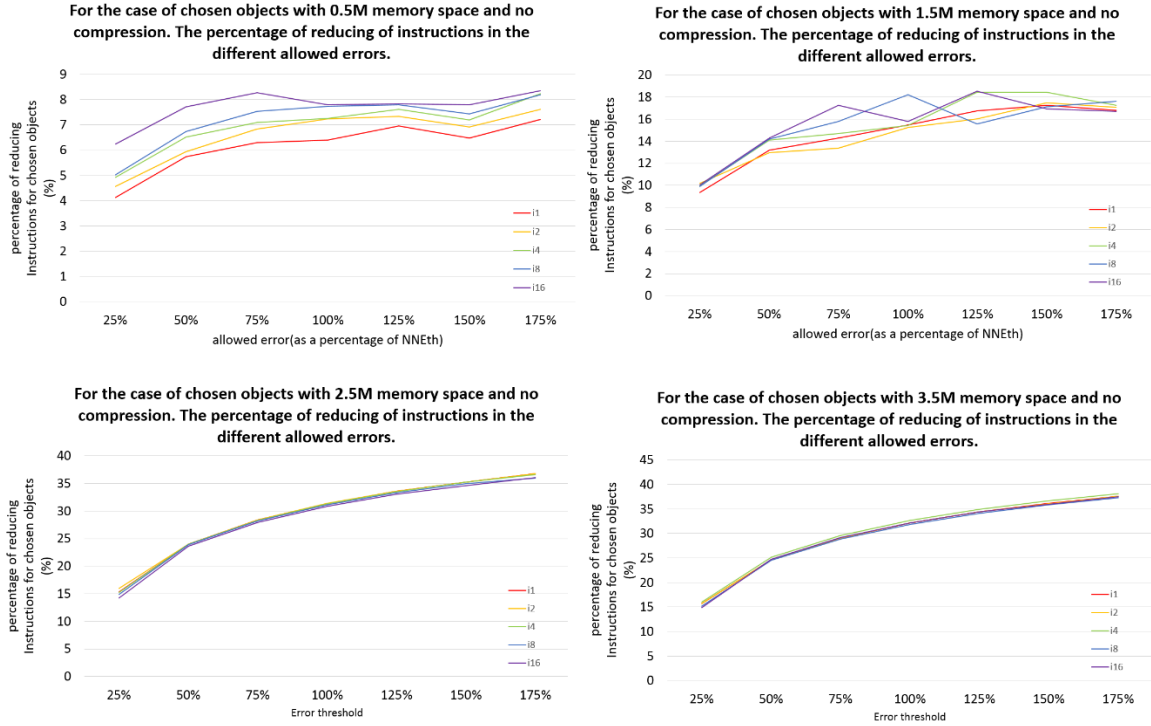 For the case of chosen objects with 0.5M memory space and no
compression. The percentage of reducing of instructions in the
different allowed errors.
9
8
7
6
5
4
3
2
1
0
percentage of reducing
Instructions for chosen objects
(%)
i1
i2
i4
i8
i16
25% 50% 75% 100% 125% 150% 175%
allowed error(as a percentage of NNEth)
For the case of chosen objects with 1.5M memory space and no
compression. The percentage of reducing of instructions in the
different allowed errors.
20
18
16
14
12
10
8
6
4
2
0
percentage of reducing
Instructions for chosen objects
(%)
i1
i2
i4
i8
i16
25% 50% 75% 100% 125% 150% 175%
allowed error(as a percentage of NNEth)
For the case of chosen objects with 2.5M memory space and no
compression. The percentage of reducing of instructions in the
different allowed errors.
40
35
30
25
20
15
10
5
0
percentage of reducing
Instructions for chosen objects
(%)
i1
i2
i4
i8
i16
25% 50% 75% 100% 125% 150% 175%
Error threshold
For the case of chosen objects with 3.5M memory space and no
compression. The percentage of reducing of instructions in the
different allowed errors.
45
40
35
30
25
20
15
10
5
0
percentage of reducing
Instructions for chosen objects
(%)
i1
i2
i4
i8
i16
25% 50% 75% 100% 125% 150% 175%
Error threshold